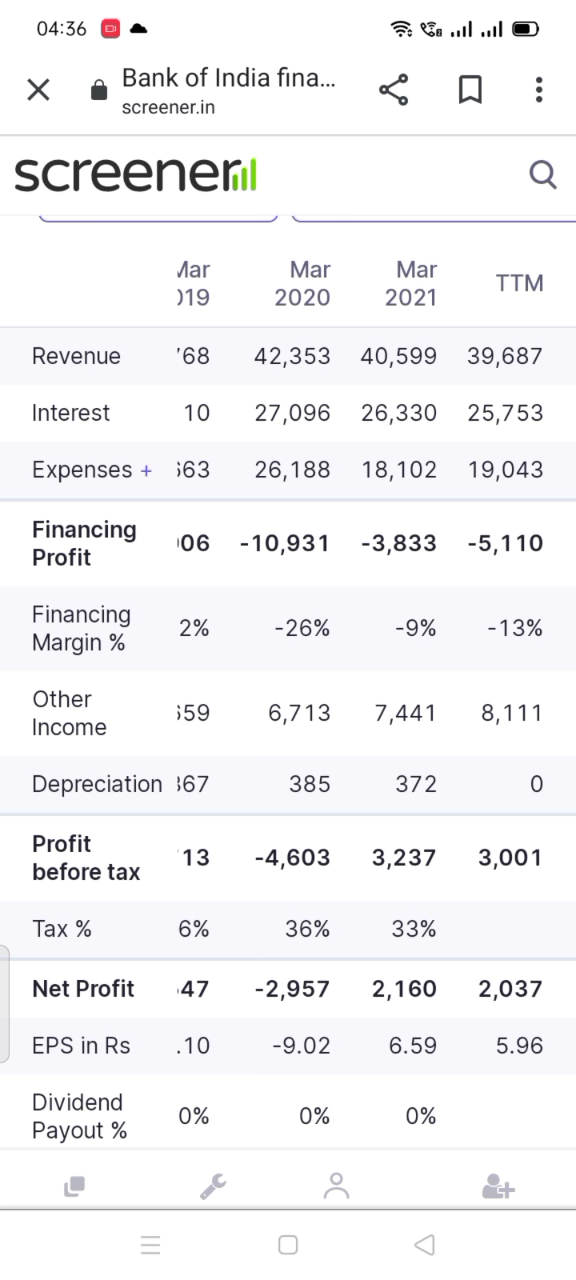 04:36
Bank of India fina...
screener.in
screener
Mar Mar TTM
2020 2021
Revenue 42,353 40,599 39,687
Interest 10 27,096 26,330 25,753
Expenses + 26,188 18,102 19,043
Financing
Profit -10,931 -3,833 -5,110
Financing
Margin % 2% -26% -9% -13%
Other
Income 6,713 7,441 8,111
Depreciation 385 372 0
Profit
before tax 13 -4,603 3,237 3,001
Tax % 6% 36% 33%
Net Profit 47 -2,957 2,160 2,037
EPS in Rs .10 -9.02 6.59 5.96
Dividend
Payout % 0% 0% 0%